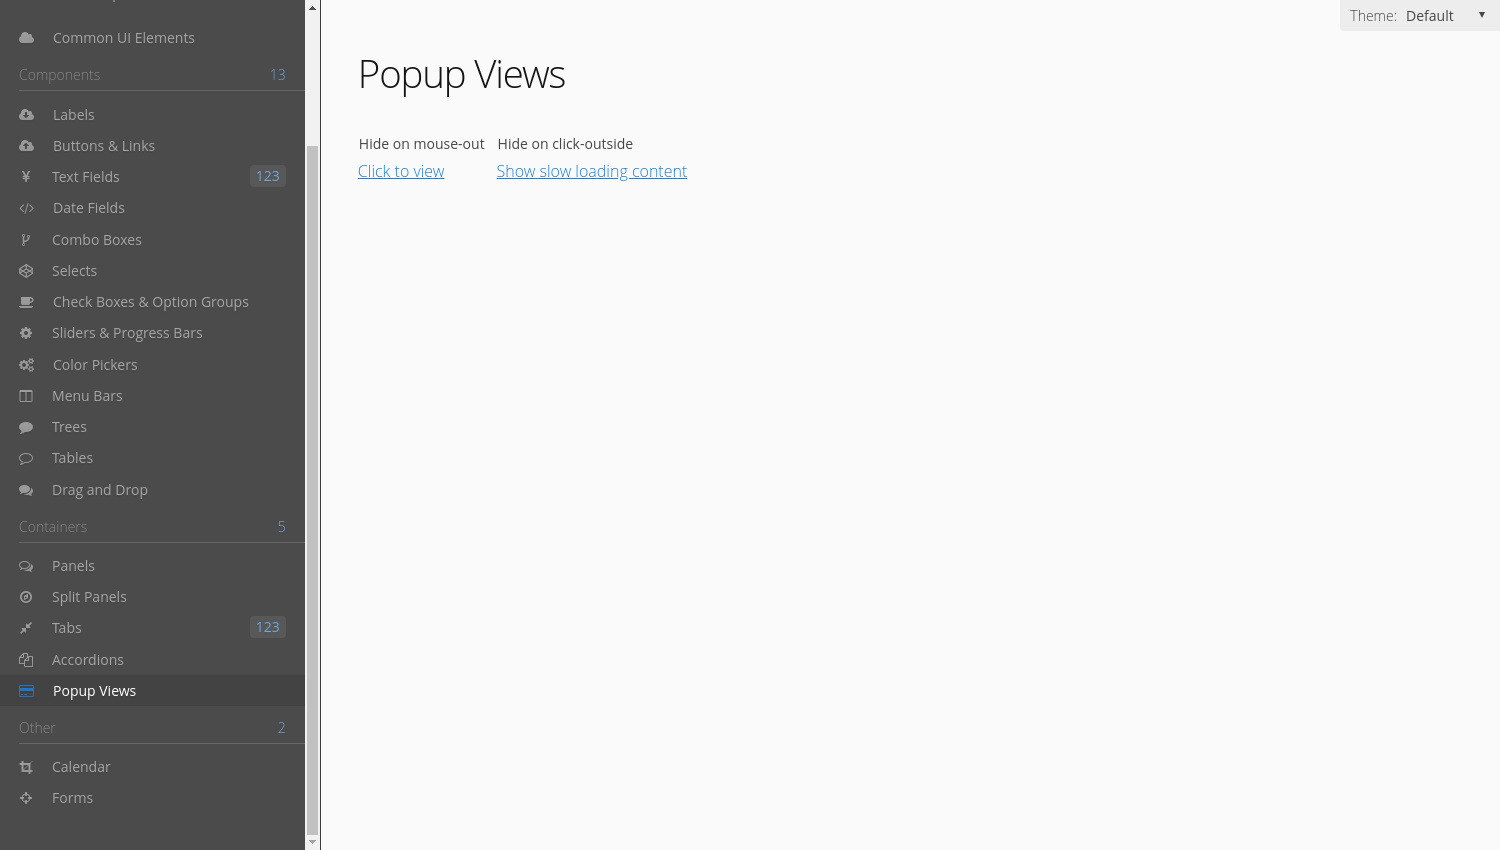 Common UI Elements
Components 13
Labels
Buttons & Links
Text Fields 123
Date Fields
Combo Boxes
Selects
Check Boxes & Option Groups
Sliders & Progress Bars
Color Pickers
Menu Bars
Trees
Tables
Drag and Drop
Containers 5
Panels
Split Panels
Tabs 123
Accordions
Popup Views
Other 2
Calendar
Forms
Theme: Default
Popup Views
Hide on mouse-out Hide on click-outside
Click to view Show slow loading content